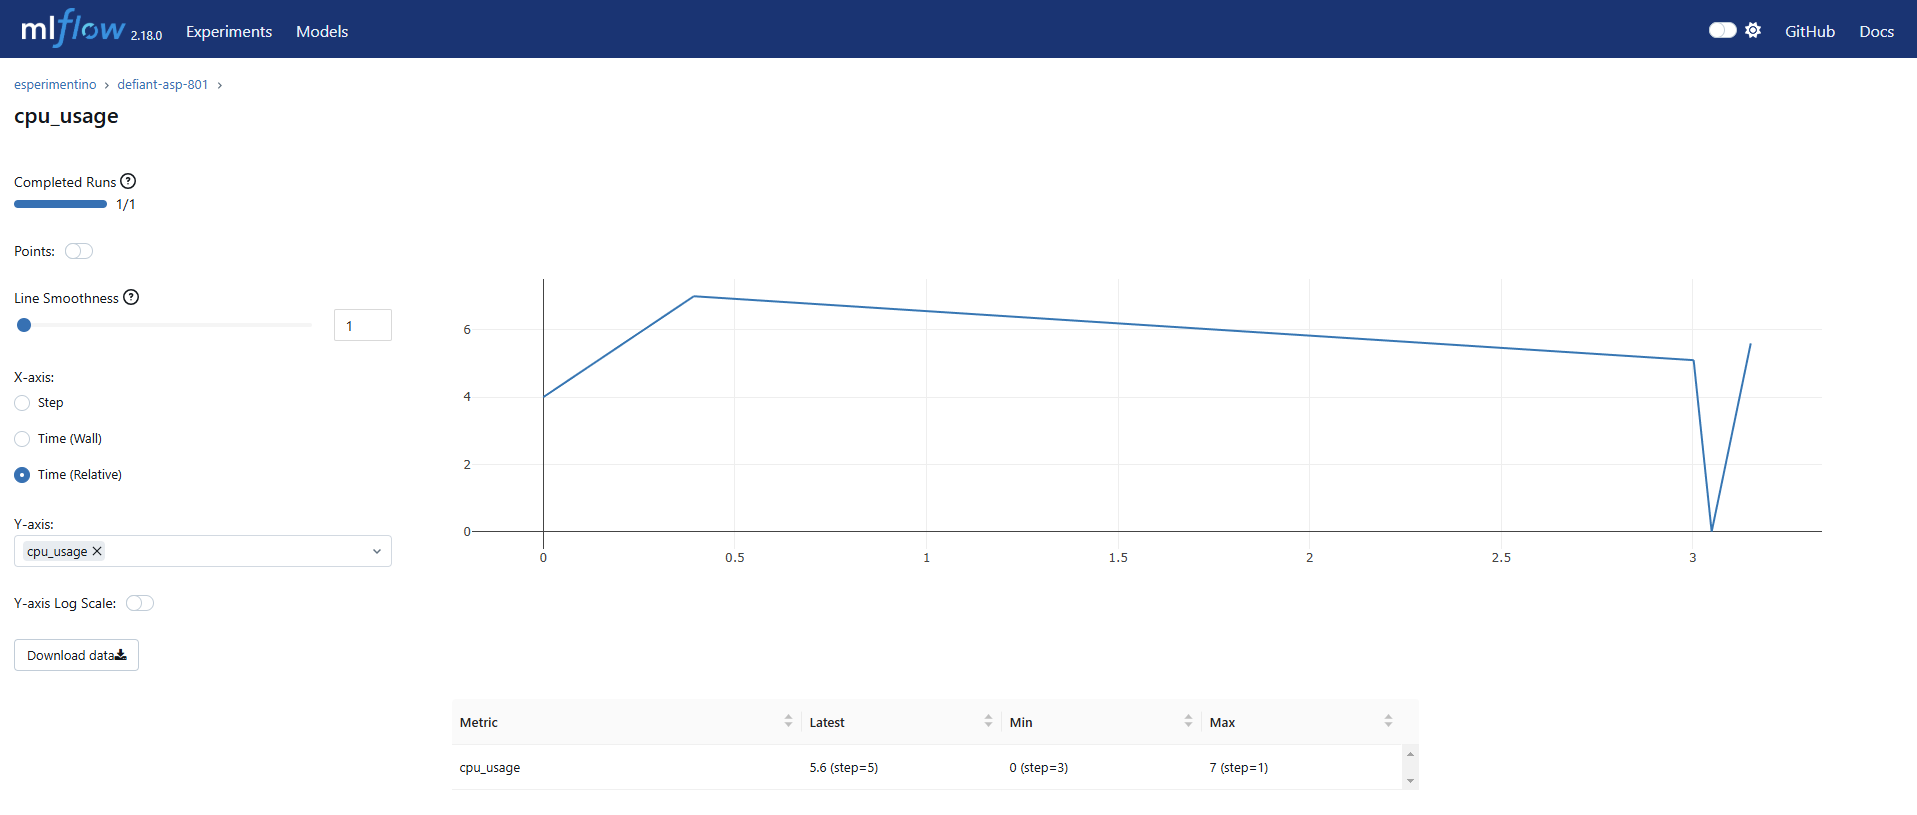 mlflow 2.18.0 Experiments Models GitHub Docs
esperimentino › defiant-asp-801 ›
cpu_usage
Completed Runs ?
1/1
Points:
Line Smoothness ?
1
X-axis:
Step
Time (Wall)
Time (Relative)
Y-axis:
cpu_usage
Y-axis Log Scale:
Download data
6
4
2
0
0 0.5 1 1.5 2 2.5 3
Metric Latest Min Max
cpu_usage 5.6 (step=5) 0 (step=3) 7 (step=1)